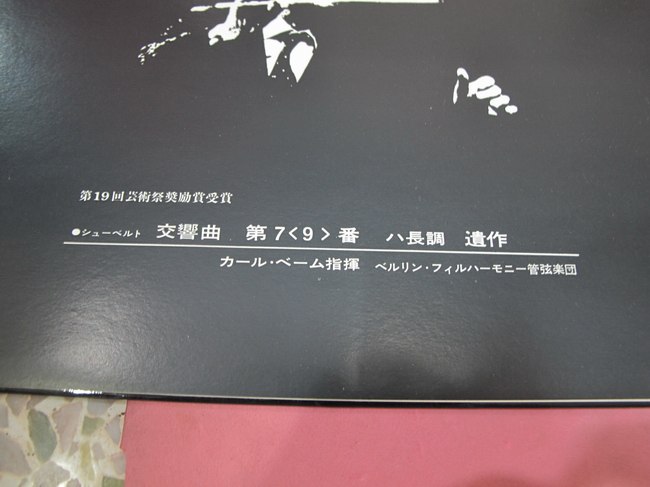 第19回芸術祭奨励賞受賞
●シューベルト 交響曲 第7<9>番 ハ長調 遺作
カール・ベーム指揮 ベルリン・フィルハーモニー管弦楽団